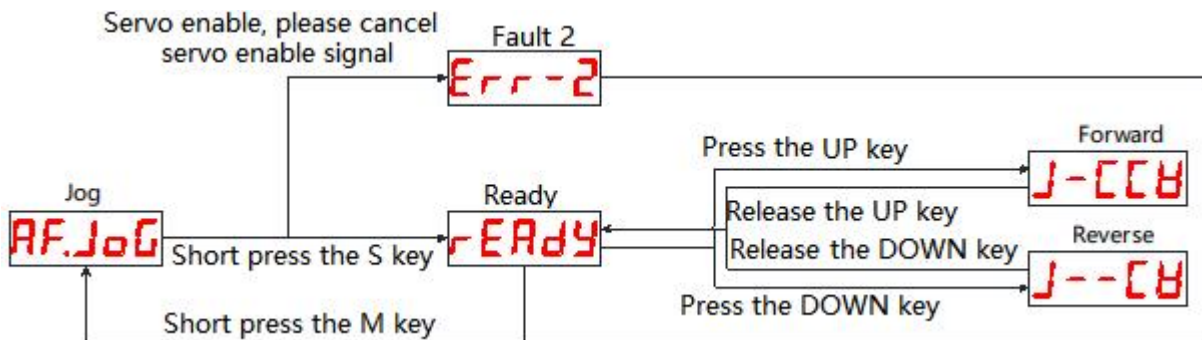 Servo enable, please cancel
servo enable signal
Fault 2
Err-2
Forward
Press the UP key
J-CCW
Jog
Ready
AF.JoG
Short press the S key
rEAdy
Release the UP key
Release the DOWN key
Reverse
J--CW
Press the DOWN key
Short press the M key